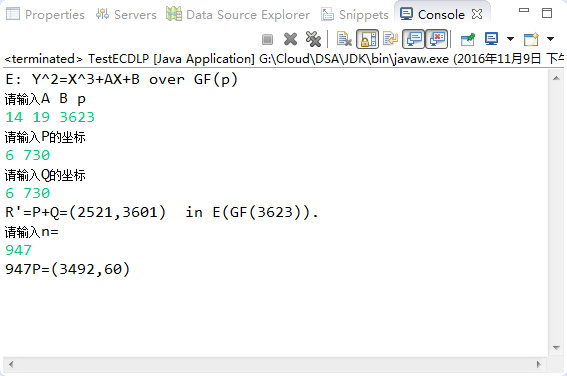 Properties Servers Data Source Explorer Snippets Console
<terminated> TestECDLP [Java Application] G:\Cloud\DSA\JDK\bin\javaw.exe (2016年11月9日 下午
E: Y^2=X^3+AX+B over GF(p)
请输入A B p
14 19 3623
请输入P的坐标
6 730
请输入Q的坐标
6 730
R'=P+Q=(2521,3601)  in E(GF(3623)).
请输入n=
947
947P=(3492,60)